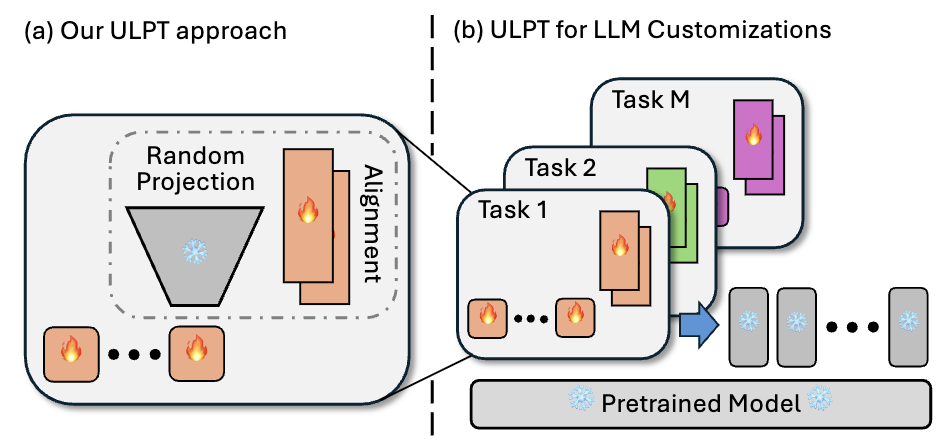 (a) Our ULPT approach
(b) ULPT for LLM Customizations
Random
Projection
Alignment
Task M
Task 2
Task 1
Pretrained Model